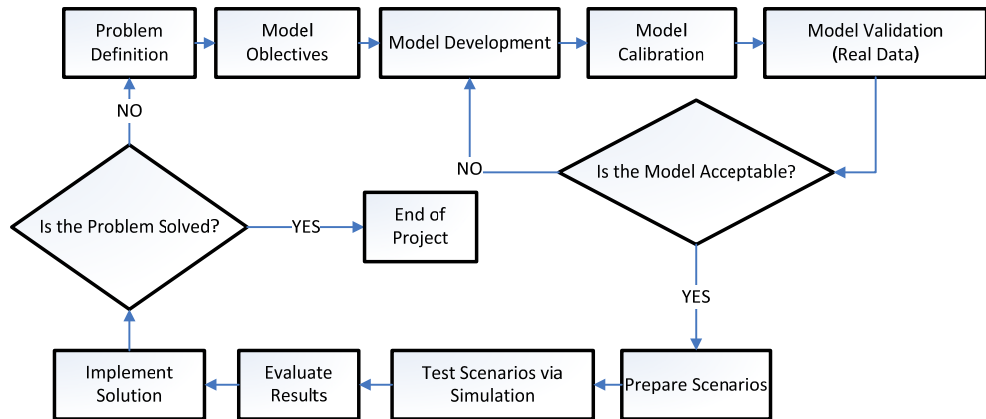 Problem
Definition
Model
Objectives
Model Development
Model
Calibration
Model Validation
(Real Data)
NO
NO
Is the Model Acceptable?
Is the Problem Solved?
YES
End of
Project
YES
Implement
Solution
Evaluate
Results
Test Scenarios via
Simulation
Prepare Scenarios